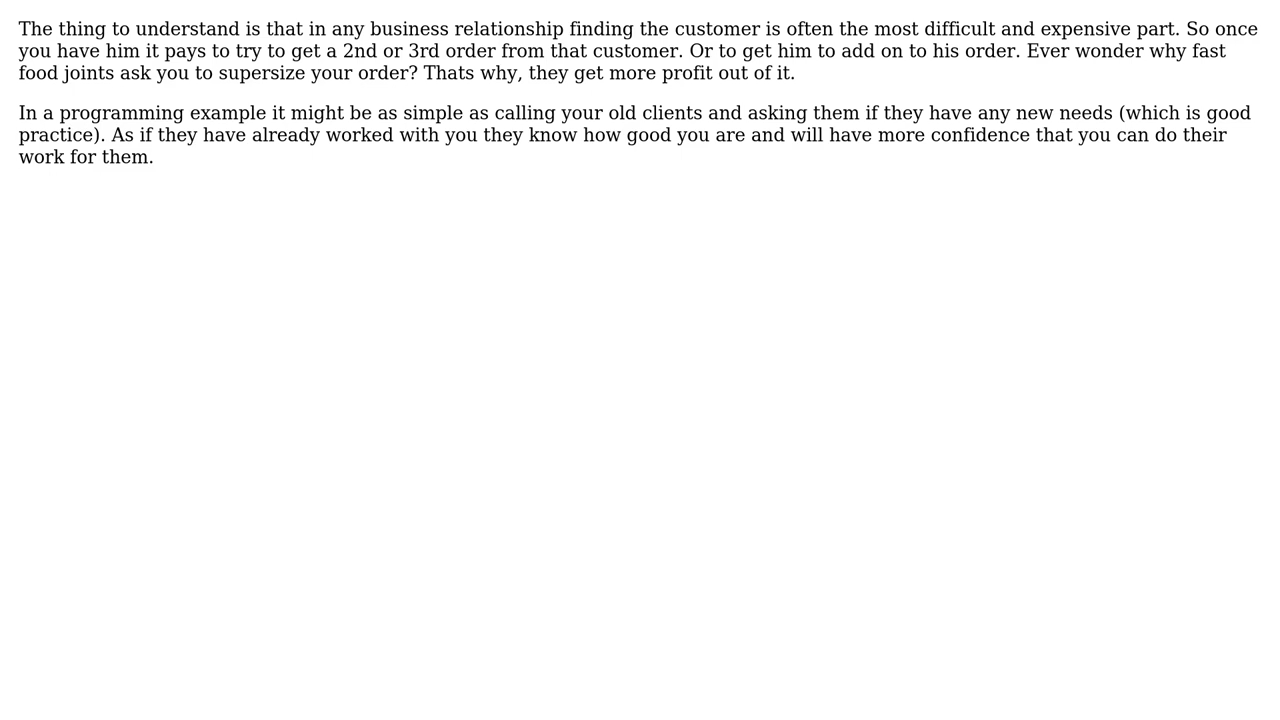 The thing to understand is that in any business relationship finding the customer is often the most difficult and expensive part. So once
you have him it pays to try to get a 2nd or 3rd order from that customer. Or to get him to add on to his order. Ever wonder why fast
food joints ask you to supersize your order? Thats why, they get more profit out of it.
In a programming example it might be as simple as calling your old clients and asking them if they have any new needs (which is good
practice). As if they have already worked with you they know how good you are and will have more confidence that you can do their
work for them.